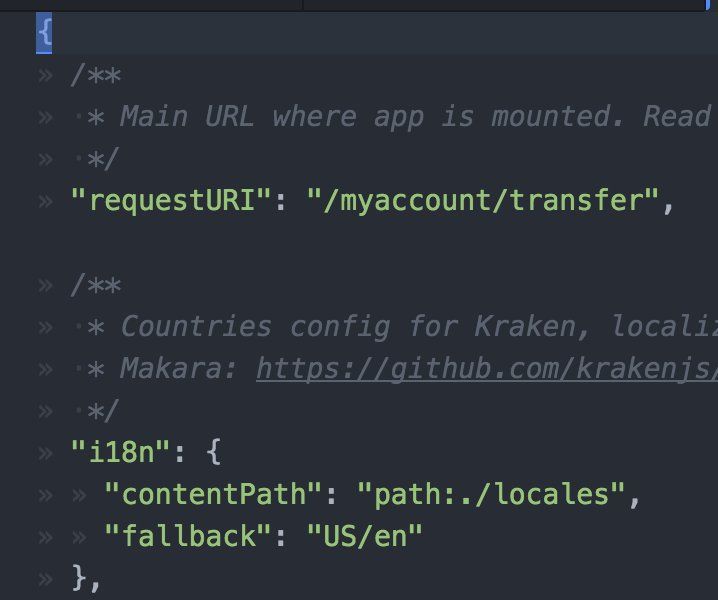 {
/**
* Main URL where app is mounted. Read
*/
"requestURI": "/myaccount/transfer",
/**
* Countries config for Kraken, localiz
* Makara: https://github.com/krakenjs/
*/
"i18n": {
"contentPath": "path:./locales",
"fallback": "US/en"
},